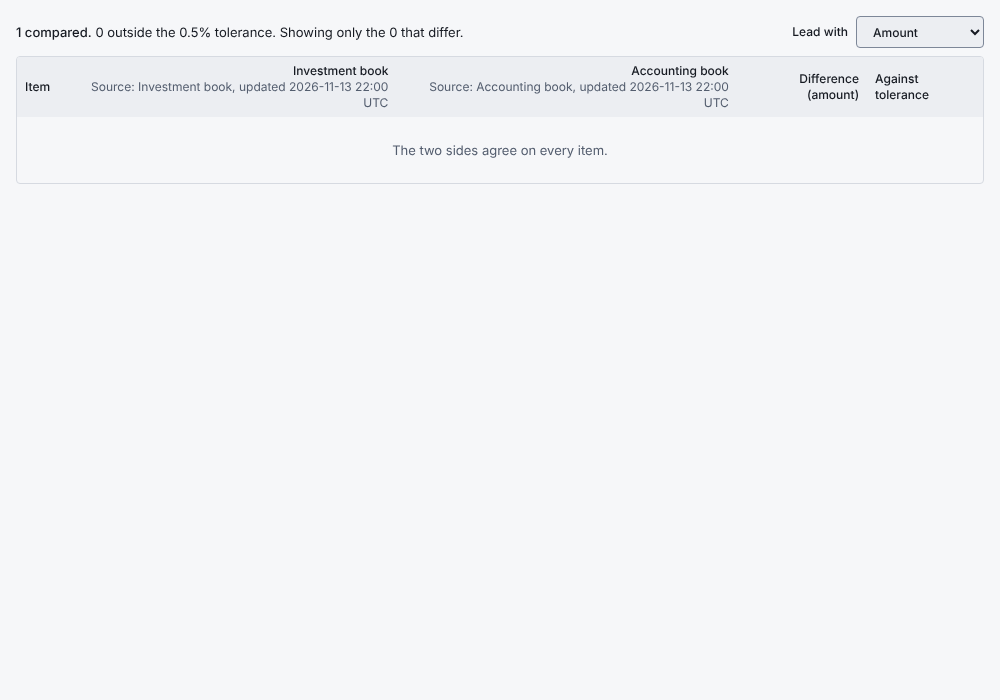 1 compared. 0 outside the 0.5% tolerance. Showing only the 0 that differ.
Lead with
Amount
Item
Investment book
Source: Investment book, updated 2026-11-13 22:00
UTC
Accounting book
Source: Accounting book, updated 2026-11-13 22:00
UTC
Difference
(amount)
Against
tolerance
The two sides agree on every item.